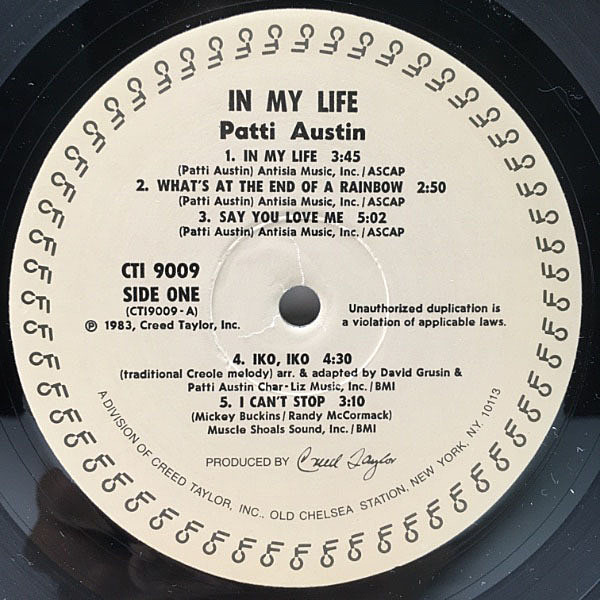 IN MY LIFE
Patti Austin
1. IN MY LIFE 3:45
(Patti Austin) Antisia Music, Inc./ASCAP
2. WHAT'S AT THE END OF A RAINBOW 2:50
(Patti Austin) Antisia Music, Inc./ASCAP
3. SAY YOU LOVE ME 5:02
(Patti Austin) Antisia Music, Inc./ASCAP
CTI 9009
SIDE ONE
(CTI9009-A)
℗ 1983, Creed Taylor, Inc.
Unauthorized duplication is
a violation of applicable laws.
4. IKO, IKO 4:30
(traditional Creole melody) arr. & adapted by David Grusin &
Patti Austin Char-Liz Music, Inc./BMI
5. I CAN'T STOP 3:10
(Mickey Buckins/Randy McCormack)
Muscle Shoals Sound, Inc./BMI
PRODUCED BY Creed Taylor
A DIVISION OF CREED TAYLOR, INC., OLD CHELSEA STATION, NEW YORK, N.Y. 10113